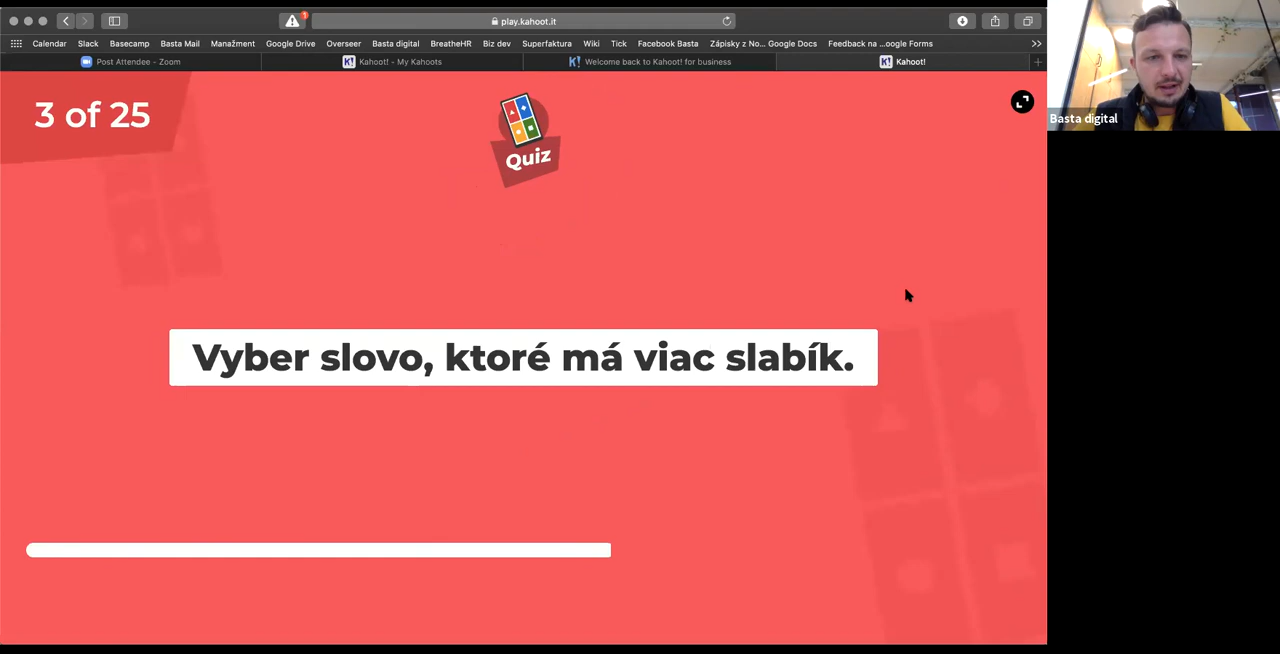 play.kahoot.it
Calendar Slack Basecamp Basta Mail Manažment Google Drive Overseer Basta digital BreatheHR Biz dev Superfaktura Wiki Tick Facebook Basta Zápisky z No... Google Docs Feedback na ...oogle Forms
Post Attendee - Zoom
Kahoot! - My Kahoots
Welcome back to Kahoot! for business
Kahoot!
3 of 25
Quiz
Vyber slovo, ktoré má viac slabík.
Basta digital